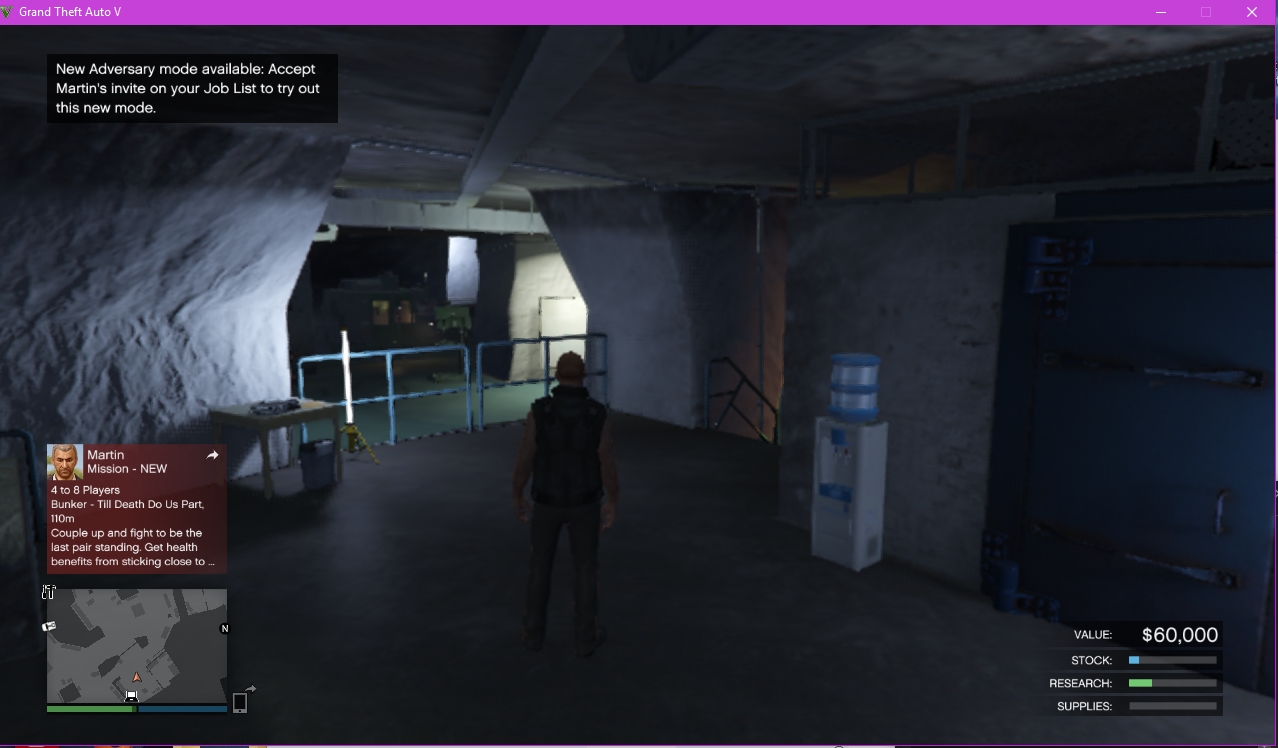 Grand Theft Auto V
New Adversary mode available: Accept
Martin's invite on your Job List to try out
this new mode.
Martin
Mission - NEW
4 to 8 Players
Bunker - Till Death Do Us Part,
110m
Couple up and fight to be the
last pair standing. Get health
benefits from sticking close to ...
N
VALUE: $60,000
STOCK:
RESEARCH:
SUPPLIES: